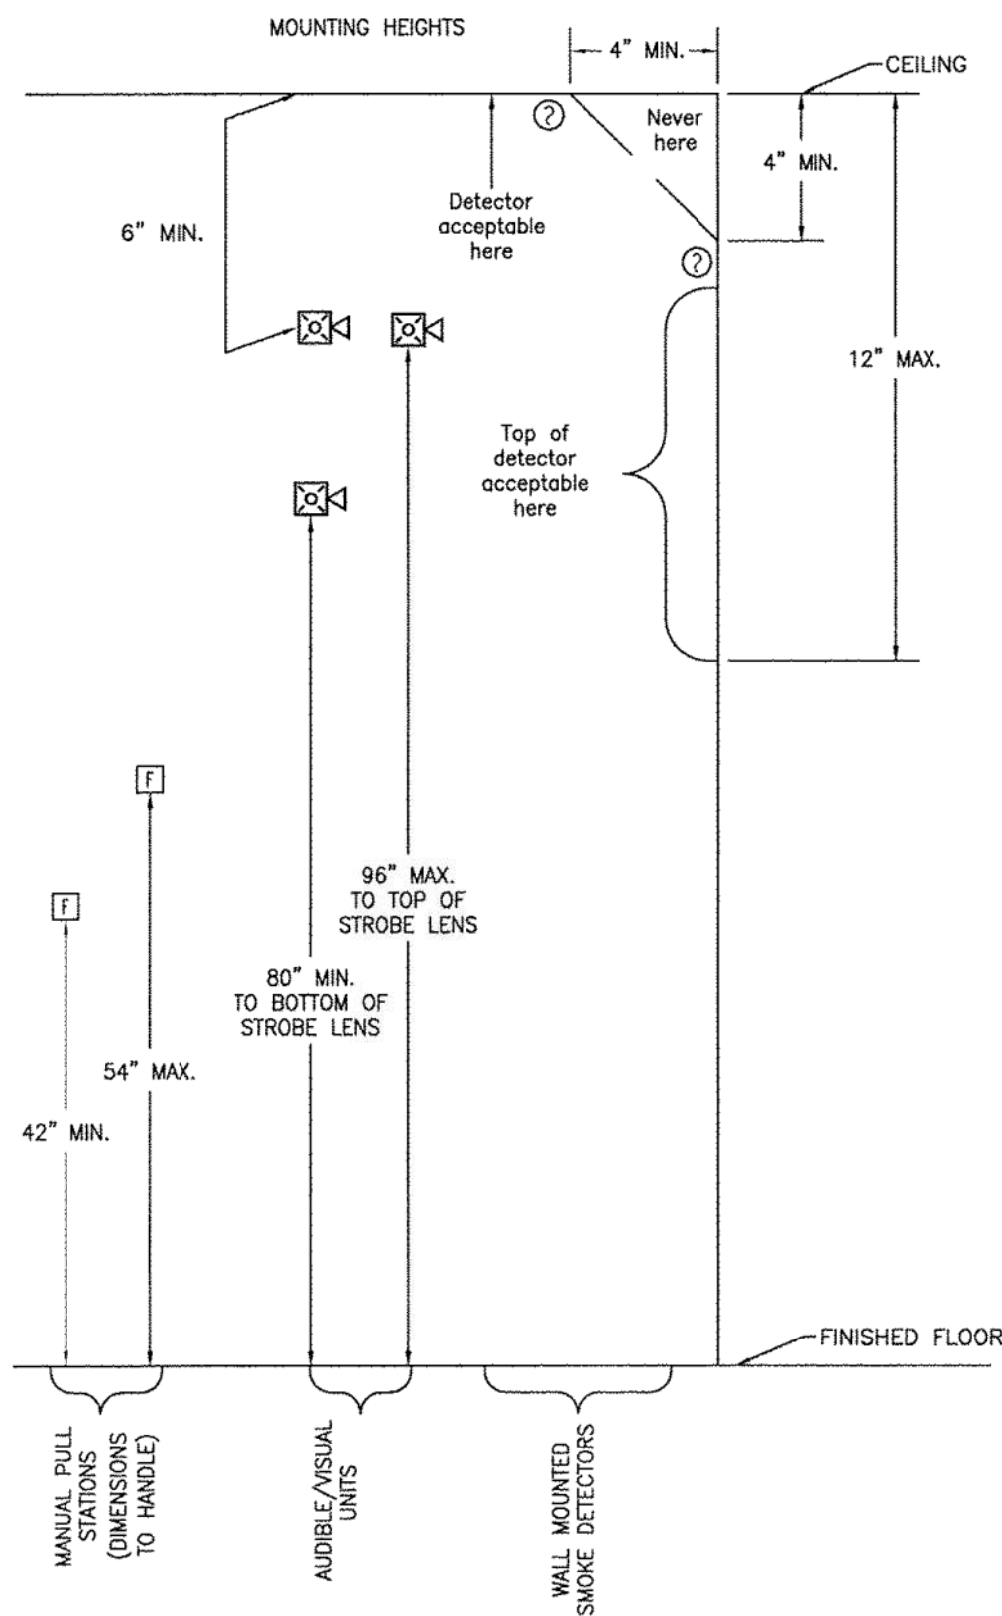 MOUNTING HEIGHTS
4" MIN.
CEILING
?
Never
here
4" MIN.
Detector
acceptable
here
6" MIN.
?
12" MAX.
Top of
detector
acceptable
here
F
F
96" MAX.
TO TOP OF
STROBE LENS
80" MIN.
TO BOTTOM OF
STROBE LENS
54" MAX.
42" MIN.
FINISHED FLOOR
MANUAL PULL
STATIONS
(DIMENSIONS
TO HANDLE)
AUDIBLE/VISUAL
UNITS
WALL MOUNTED
SMOKE DETECTORS